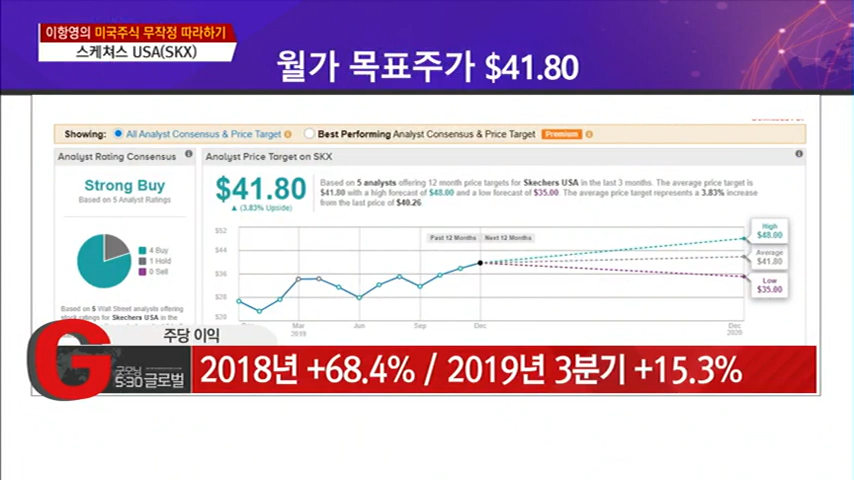 이항영의 미국주식 무작정 따라하기
스케쳐스 USA(SKX)
월가 목표주가 $41.80
Showing: All Analyst Consensus & Price Target Best Performing Analyst Consensus & Price Target Premium
Analyst Rating Consensus
Strong Buy
Based on 5 Analyst Ratings
4 Buy
1 Hold
0 Sell
Based on 5 Wall Street analysts offering
stock ratings for Skechers USA in the last
Analyst Price Target on SKX
$41.80
▲ (3.83% Upside)
Based on 5 analysts offering 12 month price targets for Skechers USA in the last 3 months. The average price target is
$41.80 with a high forecast of $48.00 and a low forecast of $35.00. The average price target represents a 3.83% increase
from the last price of $40.26.
Past 12 Months Next 12 Months
$52
$44
$36
$28
$20
Mar
2019
Jun
Sep
Dec
Dec
2020
High
$48.00
Average
$41.80
Low
$35.00
주당 이익
2018년 +68.4% / 2019년 3분기 +15.3%
G
굿모닝
5:30 글로벌